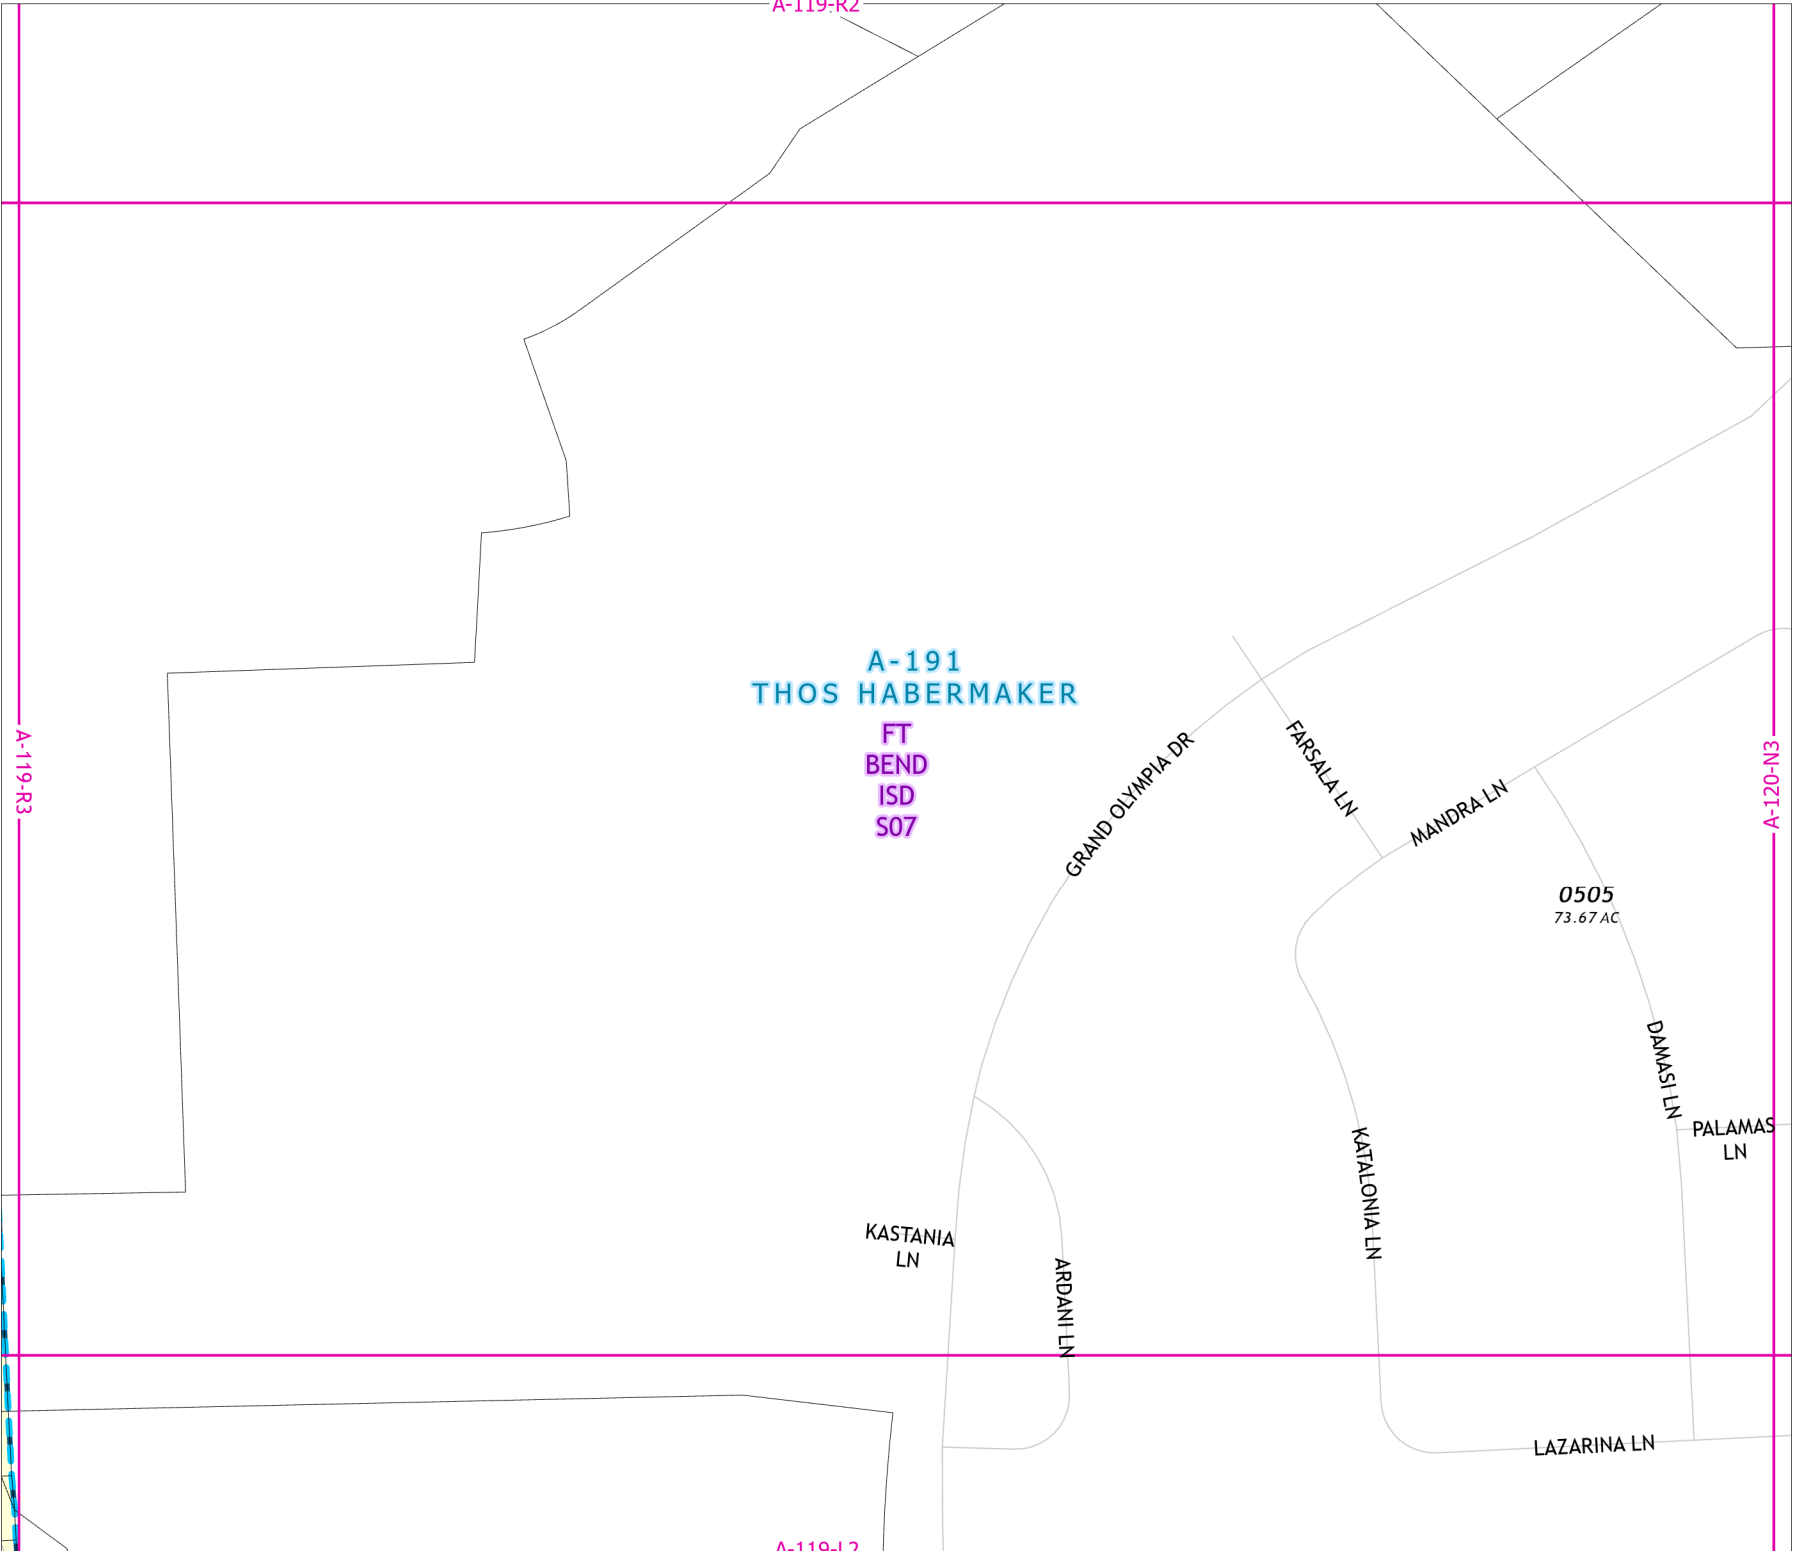 A-119-R2
A-191
THOS HABERMAKER
FT
BEND
ISD
S07
A-119-R3
A-120-N3
GRAND OLYMPIA DR
FARSALA LN
MANDRA LN
0505
73.67 AC
DAMASI LN
PALAMAS
LN
KATALONIA LN
KASTANIA
LN
ARDANI LN
LAZARINA LN
A-119-L2